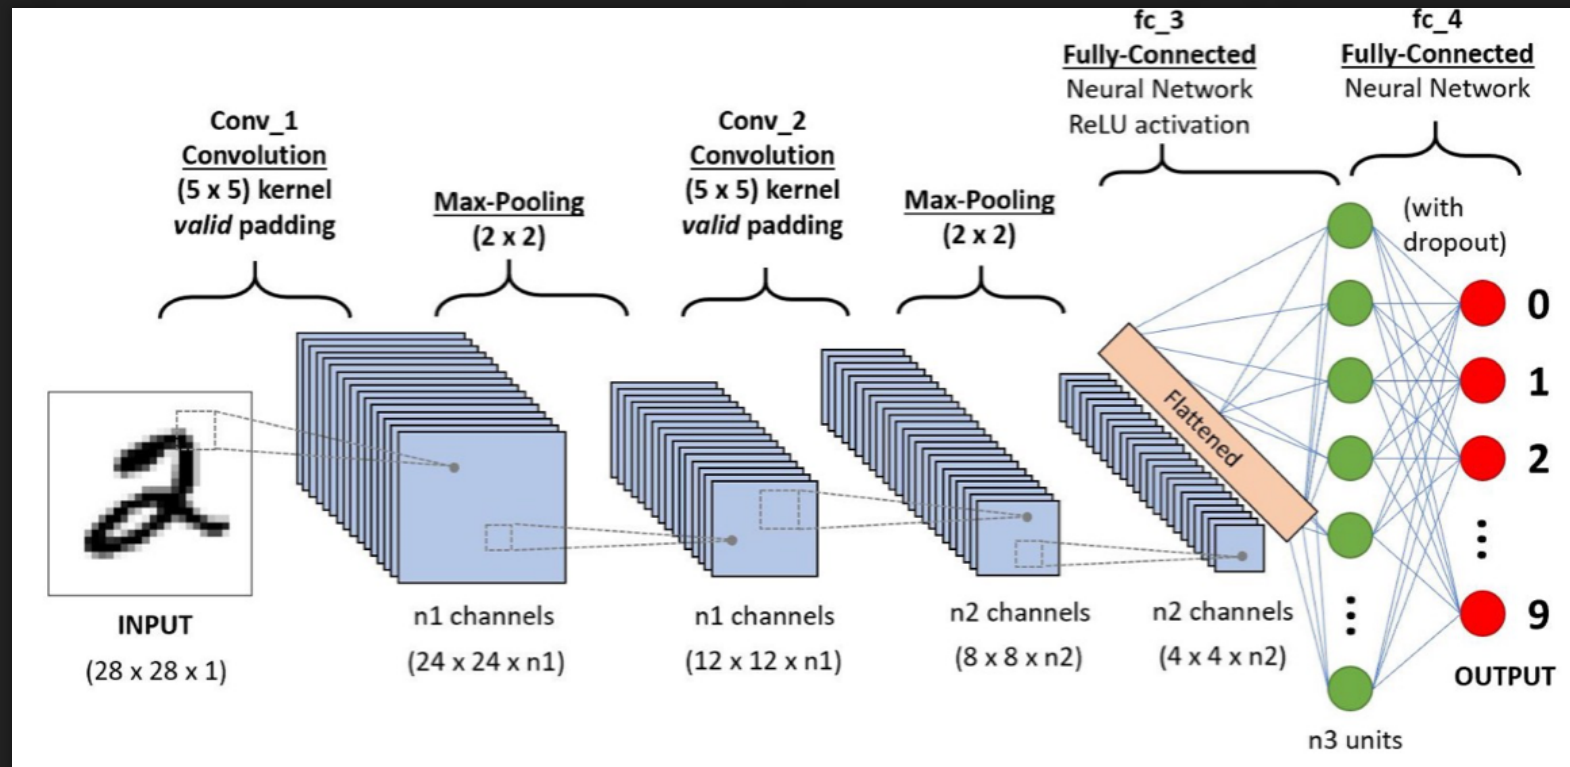 Conv_1
Convolution
(5 x 5) kernel
valid padding
Max-Pooling
(2 x 2)
Conv_2
Convolution
(5 x 5) kernel
valid padding
Max-Pooling
(2 x 2)
fc_3
Fully-Connected
Neural Network
ReLU activation
fc_4
Fully-Connected
Neural Network
(with
dropout)
Flattened
0
1
2
9
OUTPUT
INPUT
(28 x 28 x 1)
n1 channels
(24 x 24 x n1)
n1 channels
(12 x 12 x n1)
n2 channels
(8 x 8 x n2)
n2 channels
(4 x 4 x n2)
n3 units
2